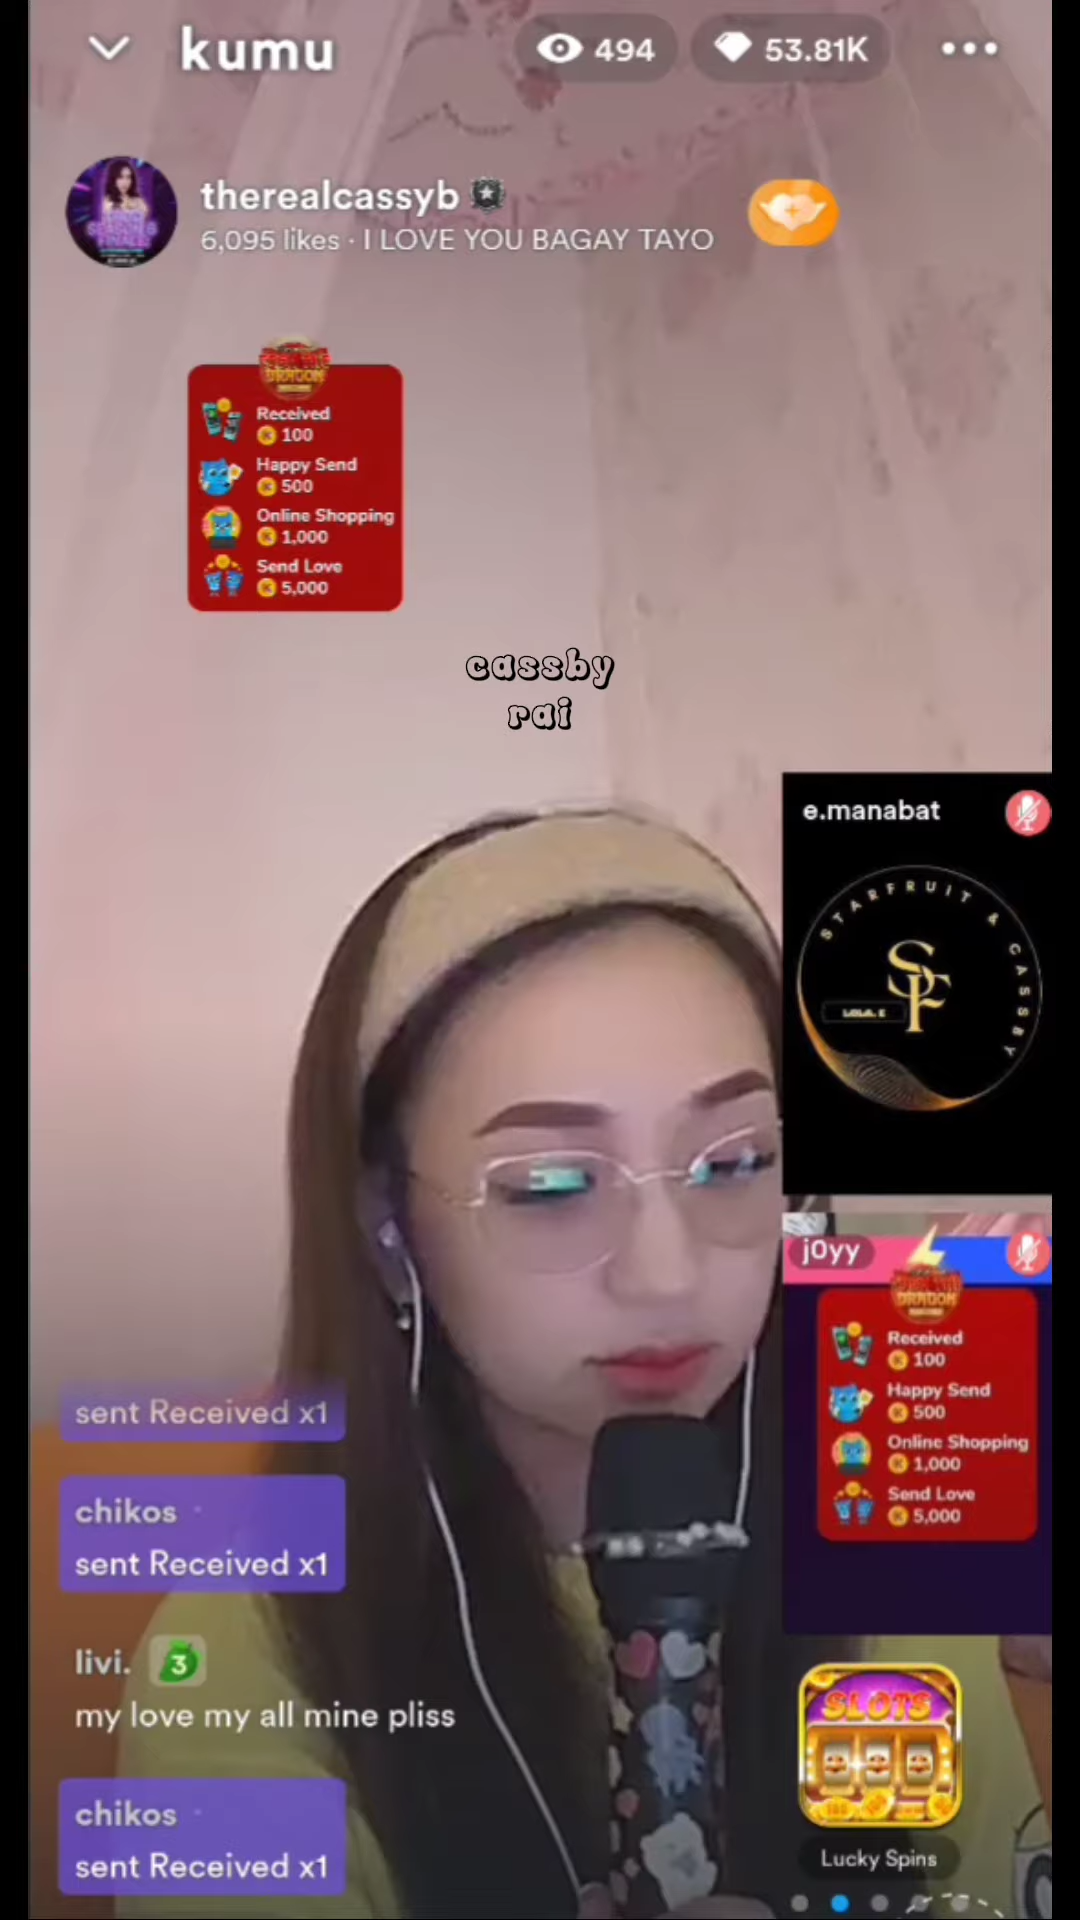 kumu
494
53.81K
therealcassyb
6,095 likes · I LOVE YOU BAGAY TAYO
DRAGON
Received
100
Happy Send
500
Online Shopping
1,000
Send Love
5,000
cassby
rai
e.manabat
STARFRUIT & CASSBY
SF
LOLA. E
j0yy
DRAGON
Received
100
Happy Send
500
Online Shopping
1,000
Send Love
5,000
sent Received x1
chikos
sent Received x1
livi. 3
my love my all mine pliss
chikos
sent Received x1
SLOTS
Lucky Spins